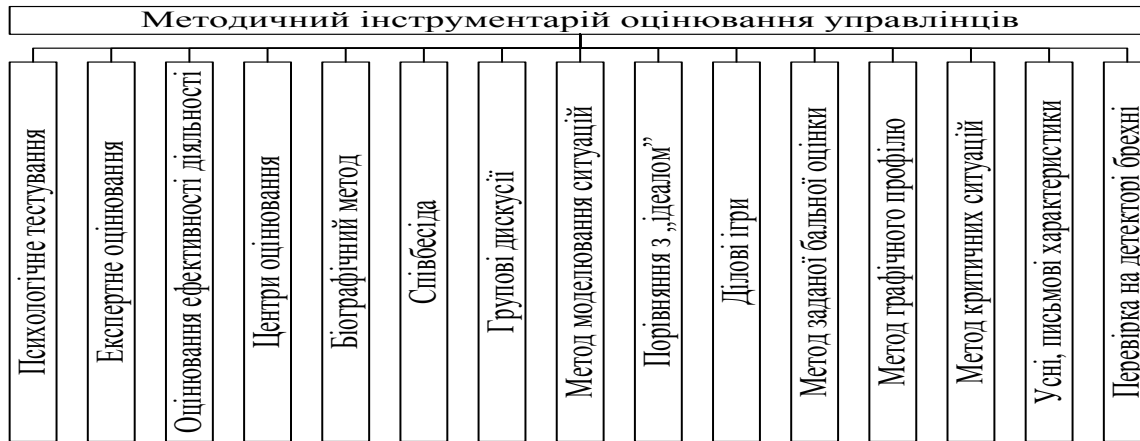 Методичний інструментарій оцінювання управлінців
Психологічне тестування
Експертне оцінювання
Оцінювання ефективності діяльності
Центри оцінювання
Біографічний метод
Співбесіда
Групові дискусії
Метод моделювання ситуацій
Порівняння з „ідеалом”
Ділові ігри
Метод заданої бальної оцінки
Метод графічного профілю
Метод критичних ситуацій
Усні, письмові характеристики
Перевірка на детекторі брехні